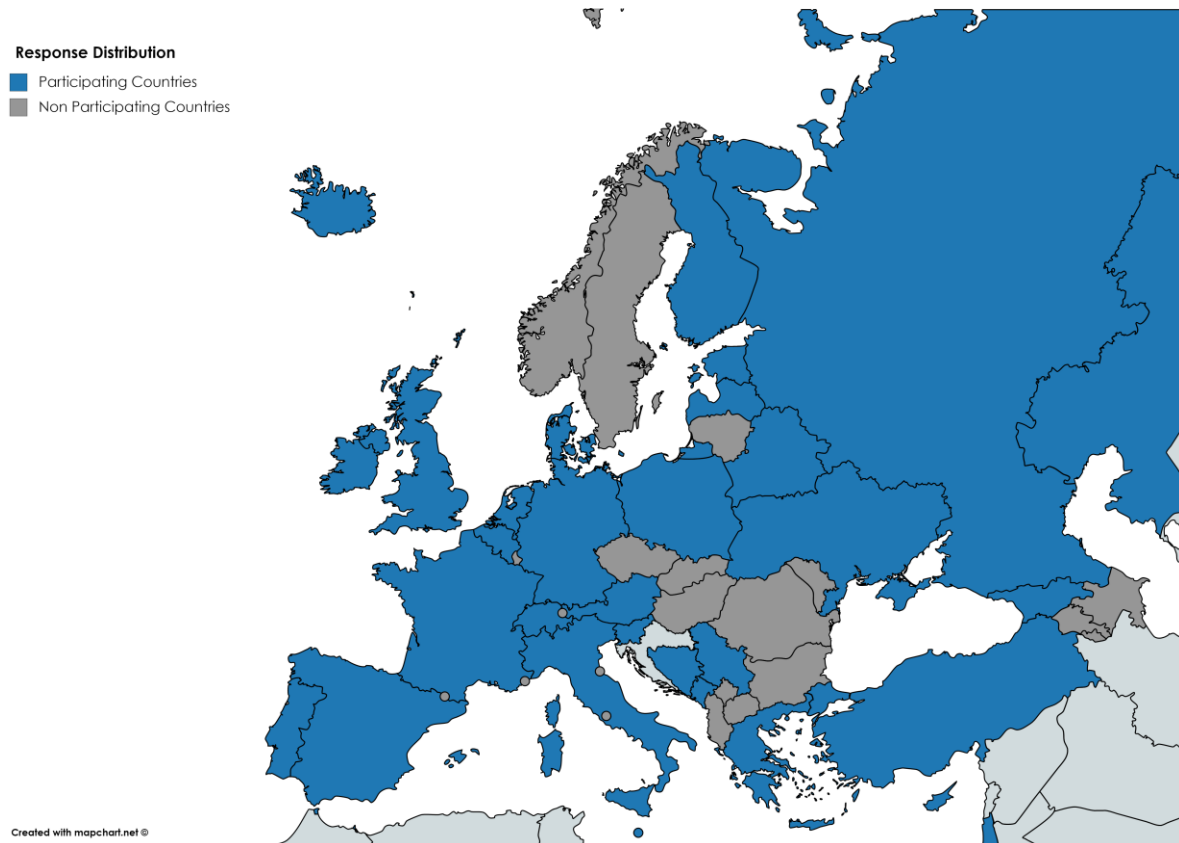 Response Distribution
Participating Countries
Non Participating Countries
Created with mapchart.net ©